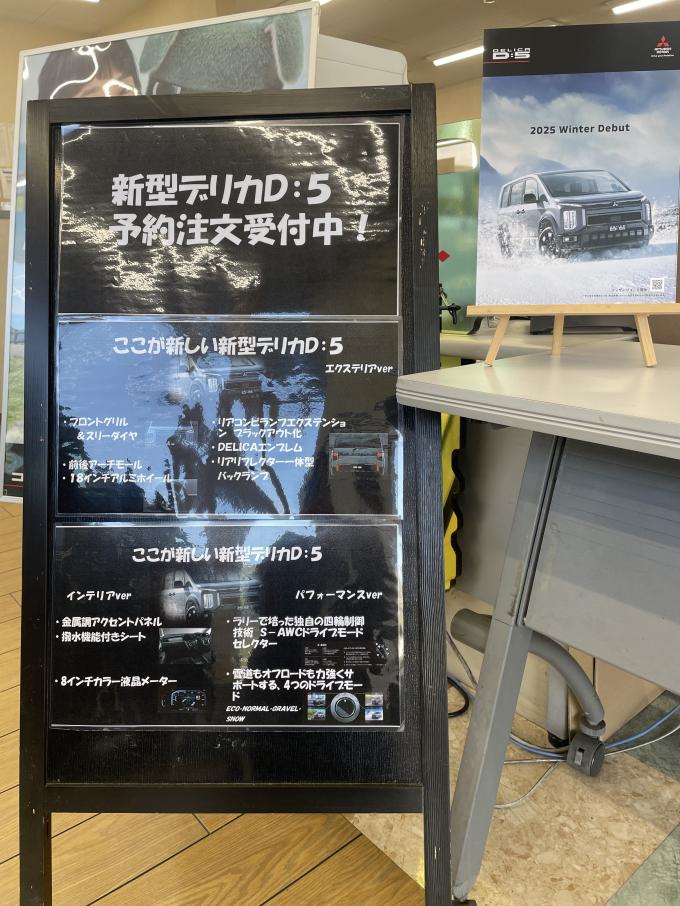 新型デリカD:5
予約注文受付中！
ここが新しい新型デリカD:5
エクステリアver
・フロントグリル
&スリーダイヤ
・前後アーチモール
・18インチアルミホイール
・リアコンビランプエクステンショ
ン ブラックアウト化
・DELICAエンブレム
・リアリフレクター一体型
バックランプ
ここが新しい新型デリカD:5
インテリアver
・金属調アクセントパネル
・撥水機能付きシート
・8インチカラー液晶メーター
パフォーマンスver
・ラリーで培った独自の四輪制御
技術 S-AWCドライブモード
セレクター
・雪道もオフロードも力強くサ
ポートする、4つのドライブモー
ド
ECO・NORMAL・GRAVEL・
SNOW
DELICA
D:5
MITSUBISHI
MOTORS
Drive your Ambition
2025 Winter Debut